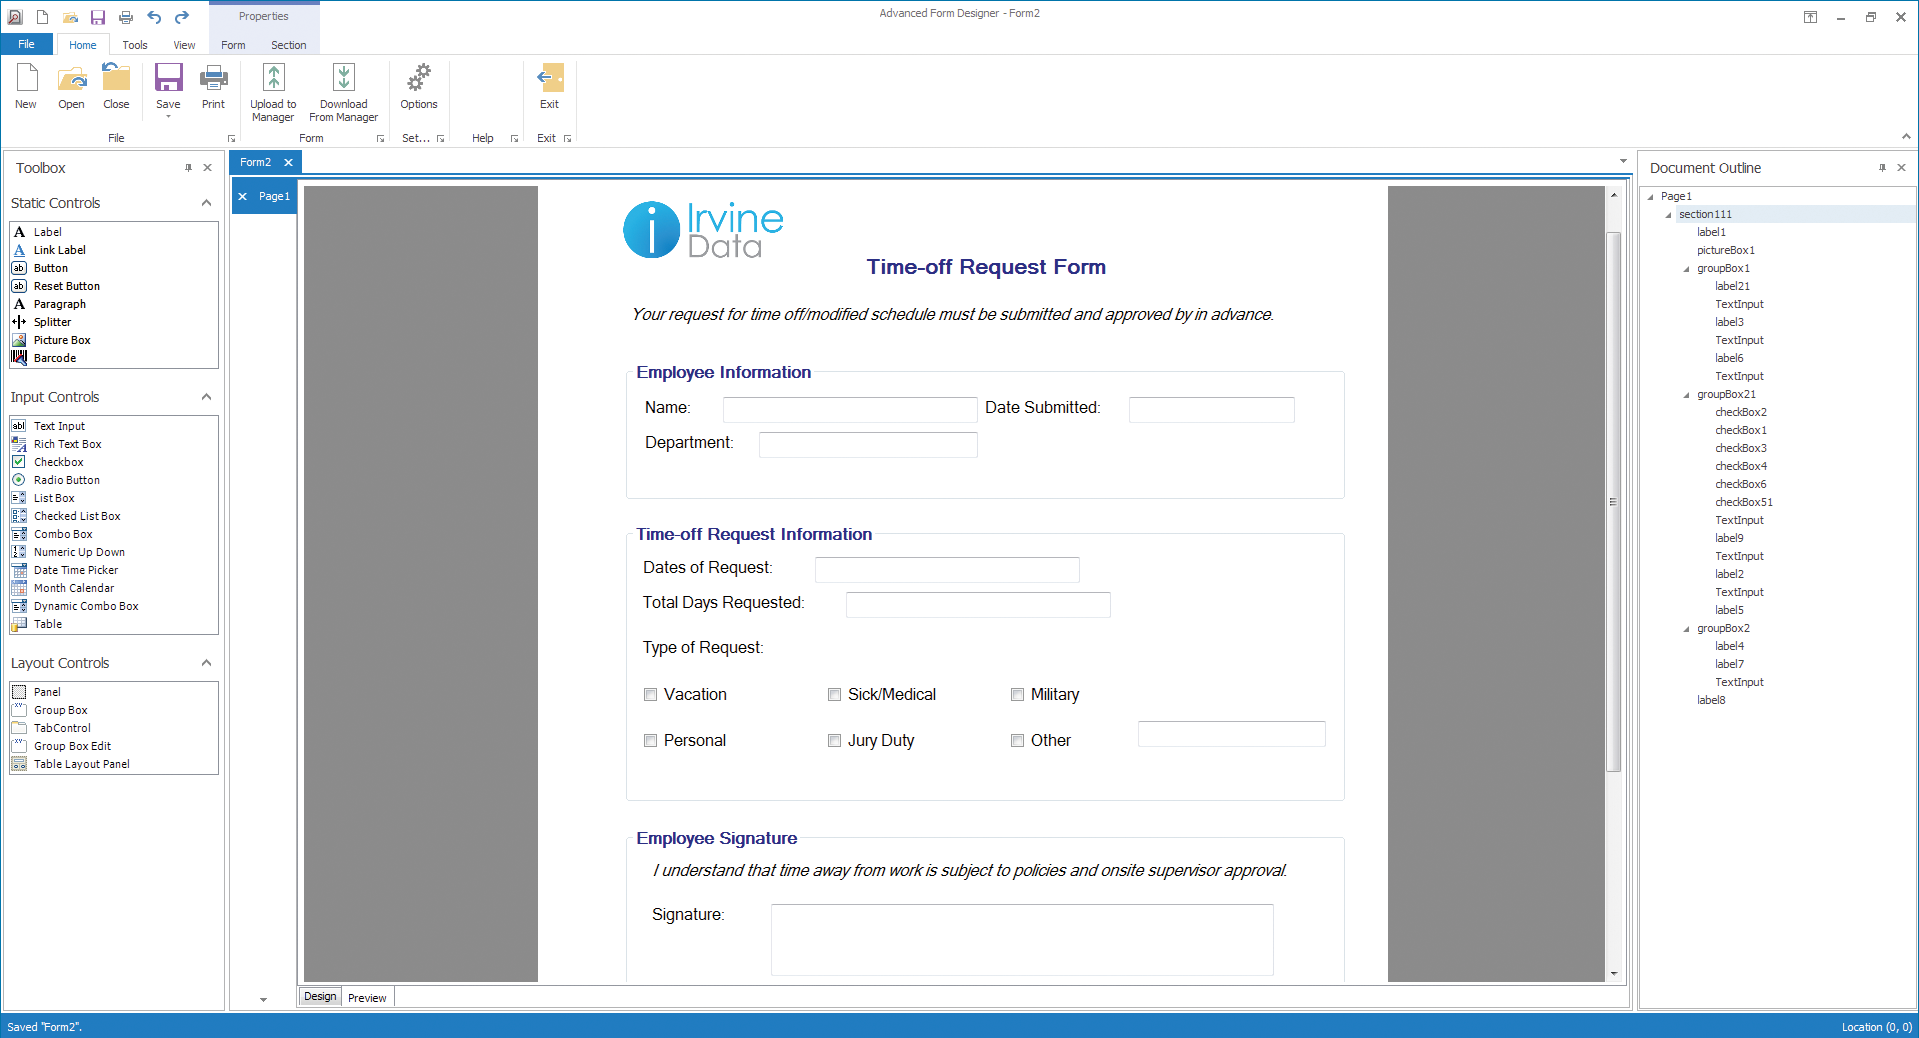 Properties
Advanced Form Designer - Form2
File Home Tools View Form Section
New Open Close Save Print Upload to Manager Download From Manager Options Exit
File Form Set... Help Exit
Toolbox
Static Controls
A Label
A Link Label
ab Button
ab Reset Button
A Paragraph
Splitter
Picture Box
Barcode
Input Controls
abl Text Input
Rich Text Box
Checkbox
Radio Button
List Box
Checked List Box
Combo Box
Numeric Up Down
Date Time Picker
Month Calendar
Dynamic Combo Box
Table
Layout Controls
Panel
Group Box
TabControl
Group Box Edit
Table Layout Panel
Form2
Page1
i Irvine
Data
Time-off Request Form
Your request for time off/modified schedule must be submitted and approved by in advance.
Employee Information
Name: Date Submitted:
Department:
Time-off Request Information
Dates of Request:
Total Days Requested:
Type of Request:
Vacation Sick/Medical Military
Personal Jury Duty Other
Employee Signature
I understand that time away from work is subject to policies and onsite supervisor approval.
Signature:
Design Preview
Document Outline
Page1
section111
label1
pictureBox1
groupBox1
label21
TextInput
label3
TextInput
label6
TextInput
groupBox21
checkBox2
checkBox1
checkBox3
checkBox4
checkBox6
checkBox51
TextInput
label9
TextInput
label2
TextInput
label5
groupBox2
label4
label7
TextInput
label8
Saved "Form2".
Location (0, 0)